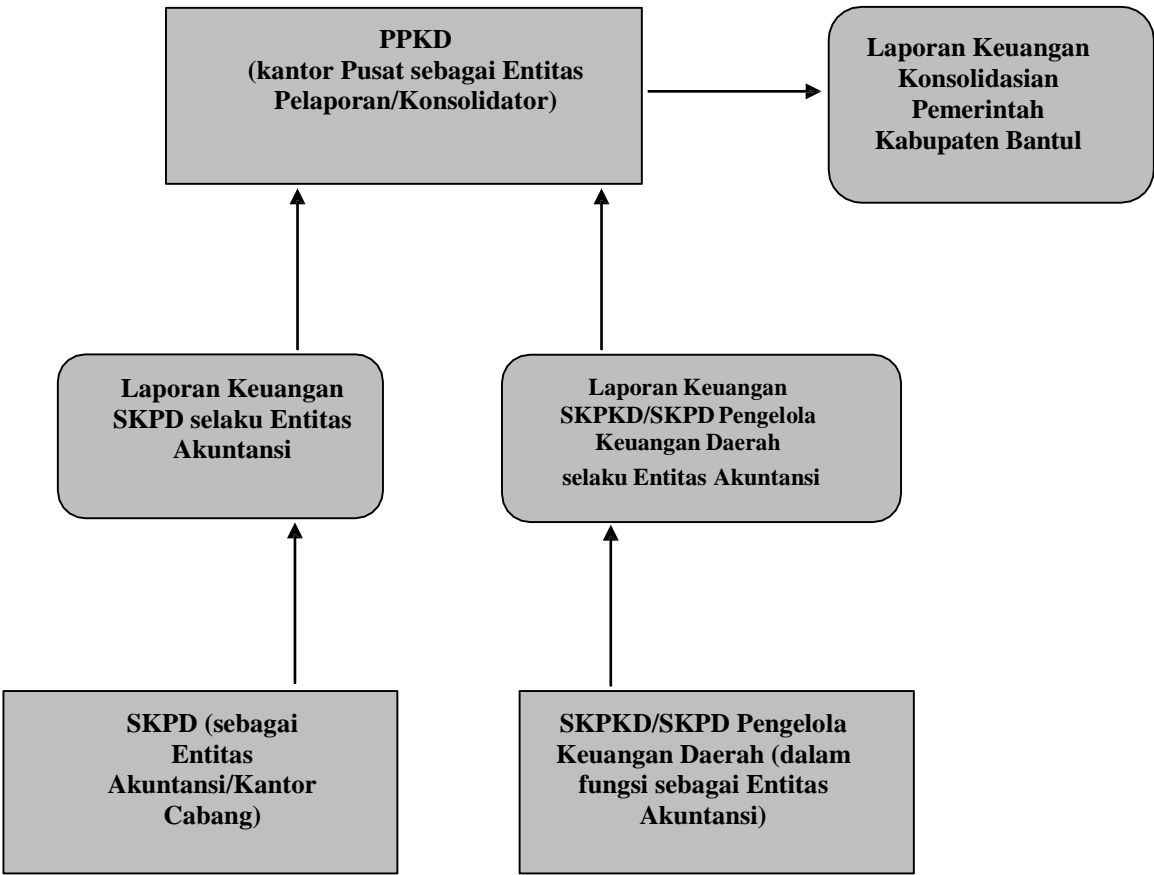 PPKD
(kantor Pusat sebagai Entitas
Pelaporan/Konsolidator)
Laporan Keuangan
Konsolidasian
Pemerintah
Kabupaten Bantul
Laporan Keuangan
SKPD selaku Entitas
Akuntansi
Laporan Keuangan
SKPKD/SKPD Pengelola
Keuangan Daerah
selaku Entitas Akuntansi
SKPD (sebagai
Entitas
Akuntansi/Kantor
Cabang)
SKPKD/SKPD Pengelola
Keuangan Daerah (dalam
fungsi sebagai Entitas
Akuntansi)